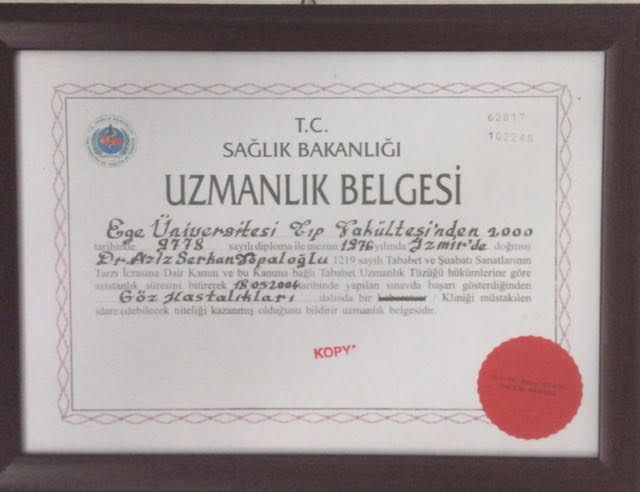 62817
102248
T.C.
SAĞLIK BAKANLIĞI
UZMANLIK BELGESİ
Ege Üniversitesi Tıp Fakültesi'nden 2000
tarihinde 9778 sayılı diploma ile mezun 1976 yılında İzmir'de doğmuş
Dr. Aziz Serhan Topaloğlu 1219 sayılı Tababet ve Şuabatı Sanatlarının
Tarzı İcrasına Dair Kanun ve bu Kanuna bağlı Tababet Uzmanlık Tüzüğü hükümlerine göre
asistanlık süresini bitirerek 18.05.2004 tarihinde yapılan sınavda başarı gösterdiğinden
Göz Hastalıkları dalında bir Laboratuar / Kliniği müstakilen
idare edebilecek niteliği kazanmış olduğunu bildirir uzmanlık belgesidir.
KOPYA